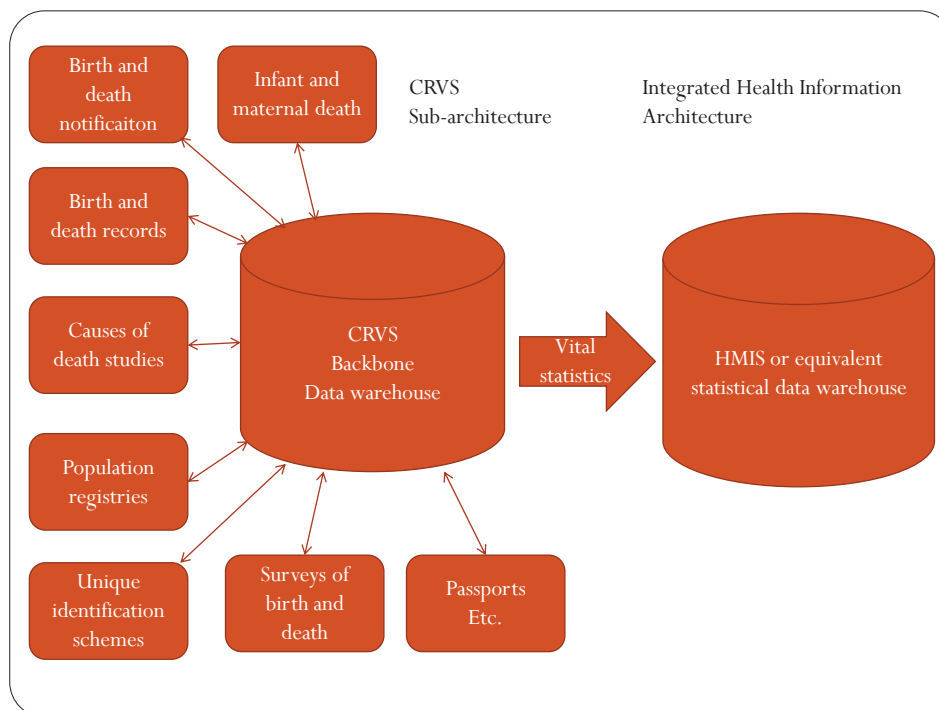 Birth and
death
notificaiton
Infant and
maternal death
CRVS
Sub-architecture
Integrated Health Information
Architecture
Birth and
death records
Causes of
death studies
CRVS
Backbone
Data warehouse
Vital
statistics
HMIS or equivalent
statistical data warehouse
Population
registries
Unique
identification
schemes
Surveys of
birth and
death
Passports
Etc.